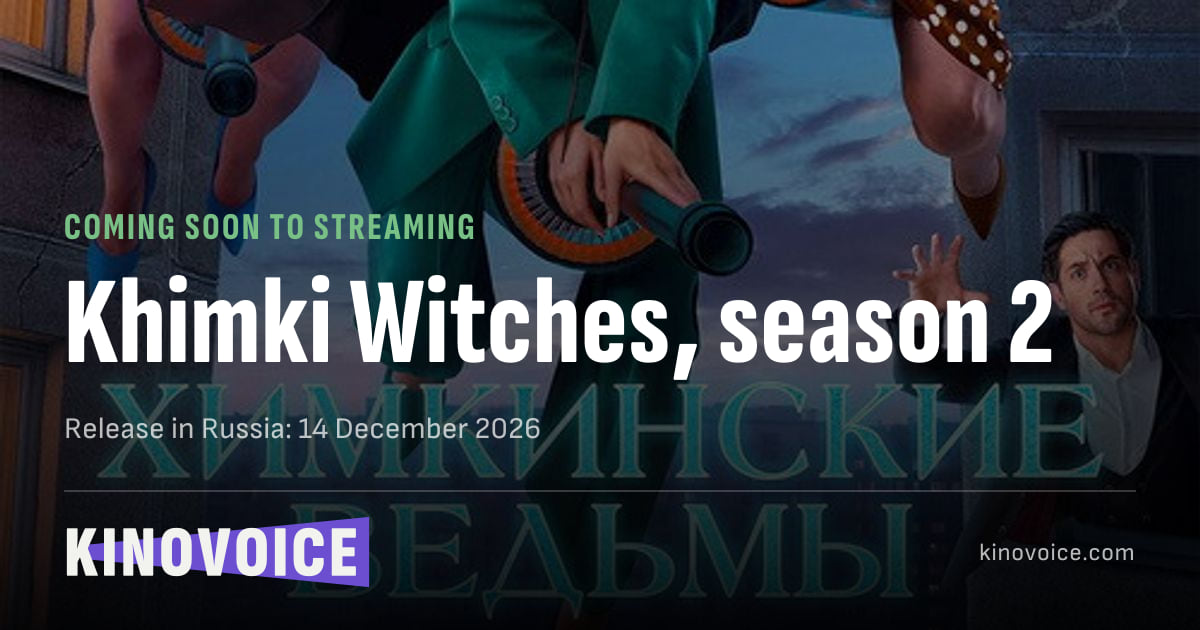 COMING SOON TO STREAMING
Khimki Witches, season 2
ХИМКИНСКИЕ
Release in Russia: 14 December 2026
ВЕДЬМЫ
KINOVOICE
kinovoice.com